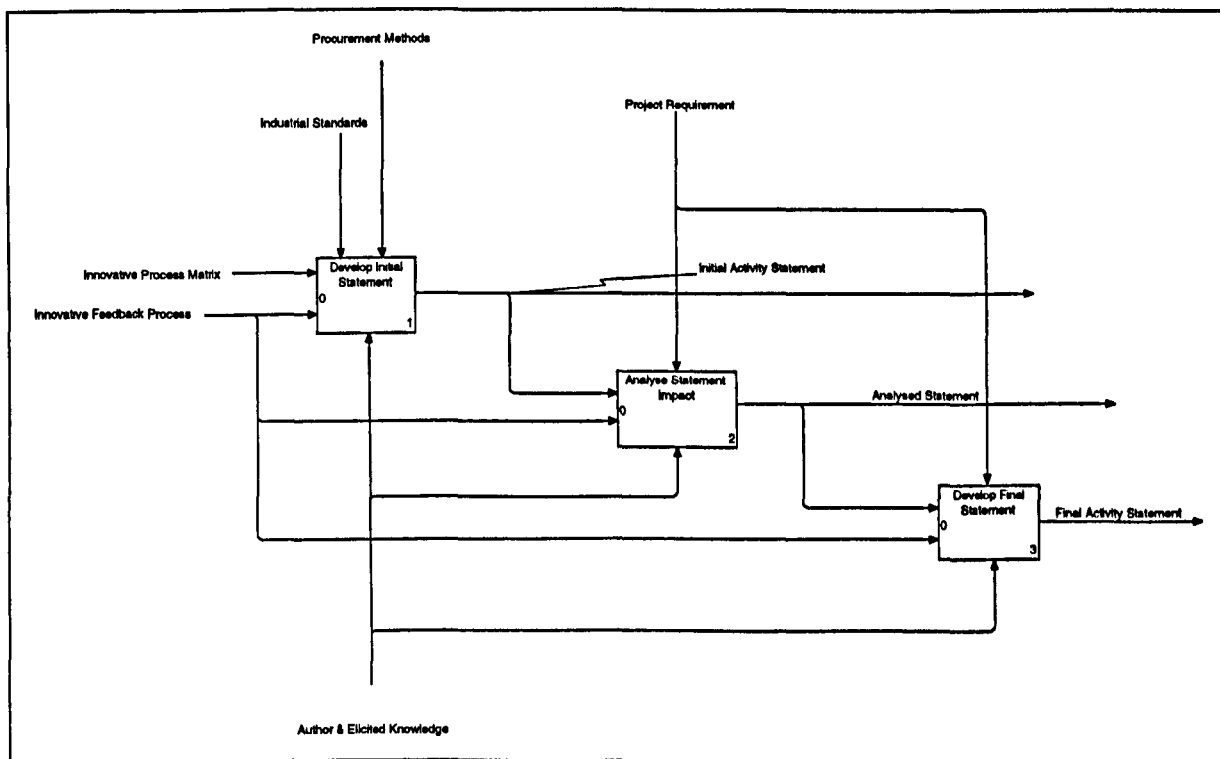 Procurement Methods
Project Requirement
Industrial Standards
Develop Initial
Statement
Innovative Process Matrix
Initial Activity Statement
0
Innovative Feedback Process
1
Analyse Statement
Impact
Analysed Statement
0
2
Develop Final
Statement
Final Activity Statement
0
3
Author & Elicited Knowledge